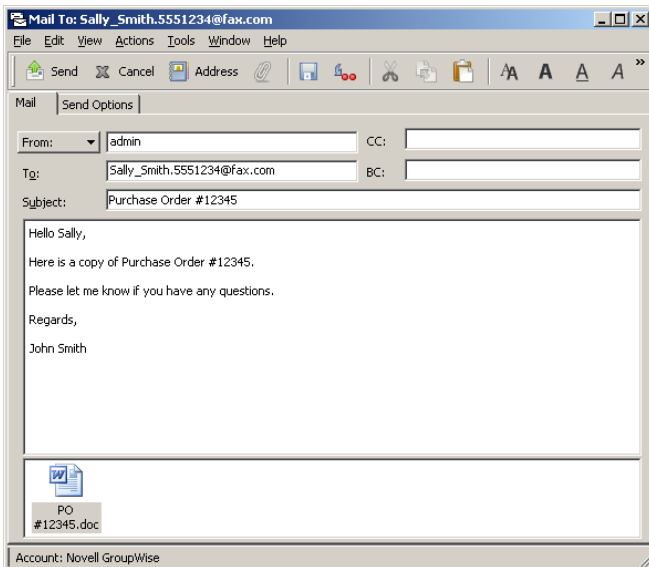 Mail To: Sally_Smith.5551234@fax.com
File Edit View Actions Tools Window Help
Send Cancel Address A A A A »
Mail Send Options
From: admin CC:
To: Sally_Smith.5551234@fax.com BC:
Subject: Purchase Order #12345
Hello Sally,
Here is a copy of Purchase Order #12345.
Please let me know if you have any questions.
Regards,
John Smith
W
PO
#12345.doc
Account: Novell GroupWise